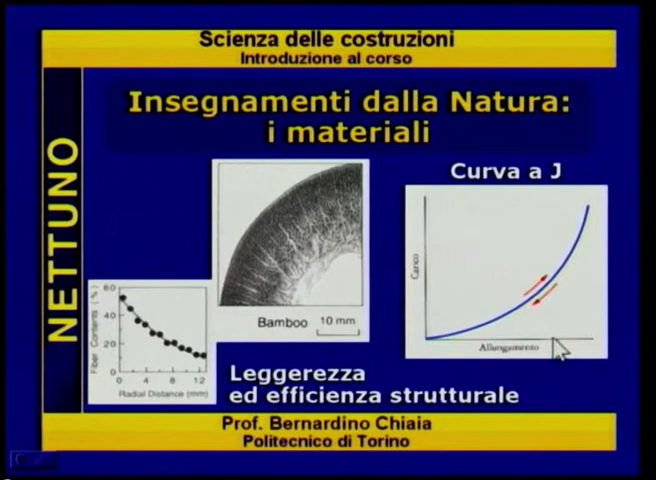 Scienza delle costruzioni
Introduzione al corso
NETTUNO
Insegnamenti dalla Natura:
i materiali
Curva a J
Carico
Allungamento
Bamboo
10 mm
Fiber Contents (%)
60
40
20
0
0 4 8 12
Radial Distance (mm)
Leggerezza
ed efficienza strutturale
Prof. Bernardino Chiaia
Politecnico di Torino